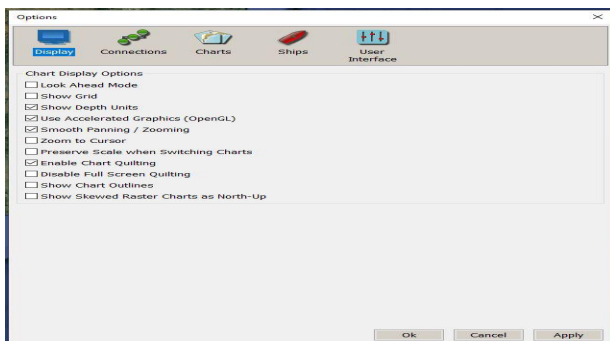 Options
Display Connections Charts Ships User Interface
Chart Display Options
Look Ahead Mode
Show Grid
Show Depth Units
Use Accelerated Graphics (OpenGL)
Smooth Panning / Zooming
Zoom to Cursor
Preserve Scale when Switching Charts
Enable Chart Quilting
Disable Full Screen Quilting
Show Chart Outlines
Show Skewed Raster Charts as North-Up
Ok Cancel Apply